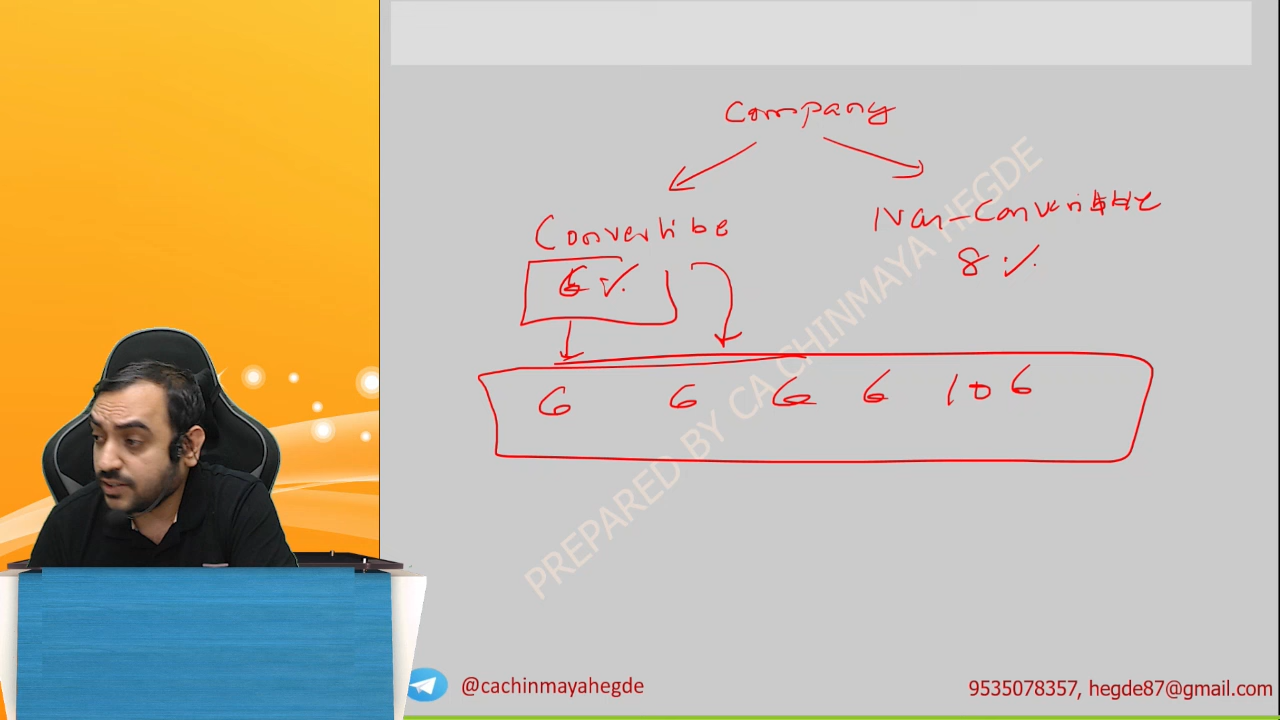 Company
Convertibe Non-Convertible
6% 8%
6 6 6 6 106
PREPARED BY CA CHINMAYA HEGDE
@cachinmayahegde 9535078357, hegde87@gmail.com